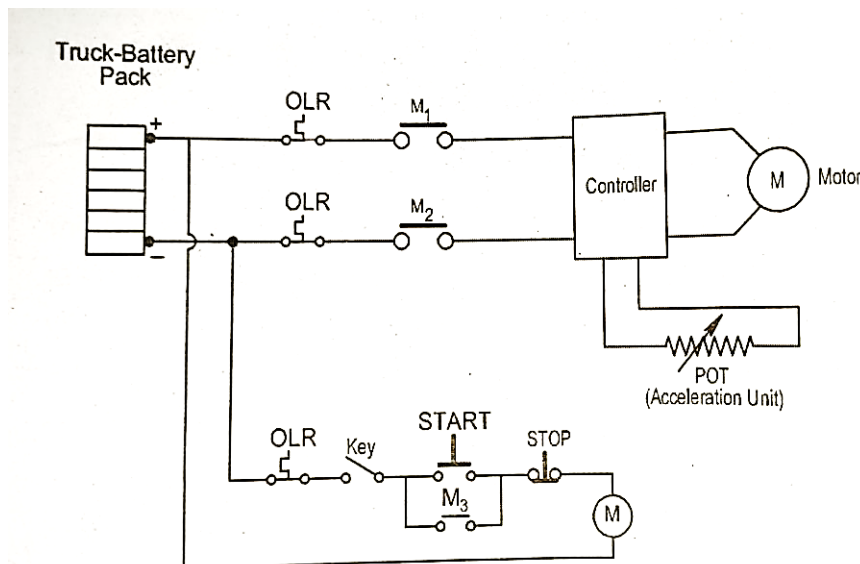 Truck-Battery
Pack
+
OLR
M1
Controller
M
Motor
OLR
M2
−
POT
(Acceleration Unit)
OLR
Key
START
STOP
M3
M